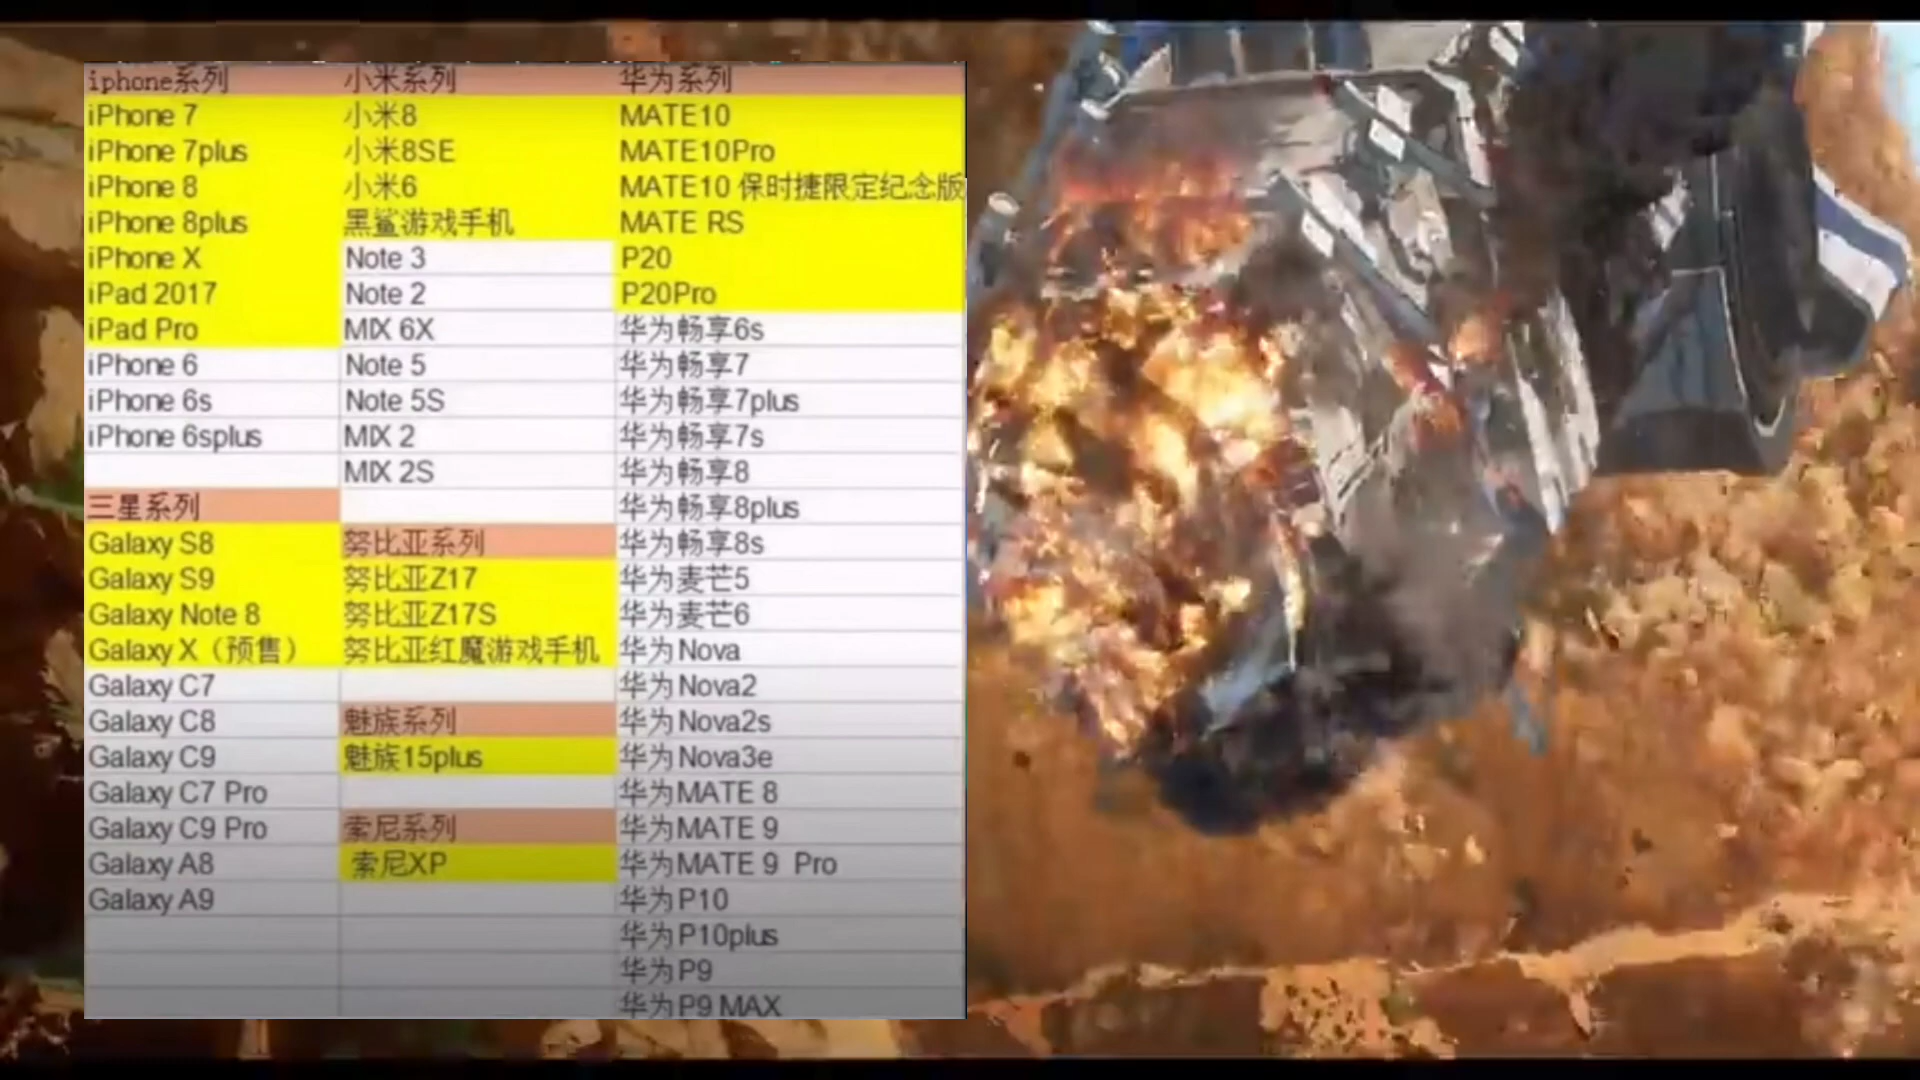 iphone系列 小米系列 华为系列
iPhone 7 小米8 MATE10
iPhone 7plus 小米8SE MATE10Pro
iPhone 8 小米6 MATE10 保时捷限定纪念版
iPhone 8plus 黑鲨游戏手机 MATE RS
iPhone X Note 3 P20
iPad 2017 Note 2 P20Pro
iPad Pro MIX 6X 华为畅享6s
iPhone 6 Note 5 华为畅享7
iPhone 6s Note 5S 华为畅享7plus
iPhone 6splus MIX 2 华为畅享7s
MIX 2S 华为畅享8
三星系列 华为畅享8plus
Galaxy S8 努比亚系列 华为畅享8s
Galaxy S9 努比亚Z17 华为麦芒5
Galaxy Note 8 努比亚Z17S 华为麦芒6
Galaxy X（预售） 努比亚红魔游戏手机 华为Nova
Galaxy C7 华为Nova2
Galaxy C8 魅族系列 华为Nova2s
Galaxy C9 魅族15plus 华为Nova3e
Galaxy C7 Pro 华为MATE 8
Galaxy C9 Pro 索尼系列 华为MATE 9
Galaxy A8 索尼XP 华为MATE 9 Pro
Galaxy A9 华为P10
华为P10plus
华为P9
华为P9 MAX